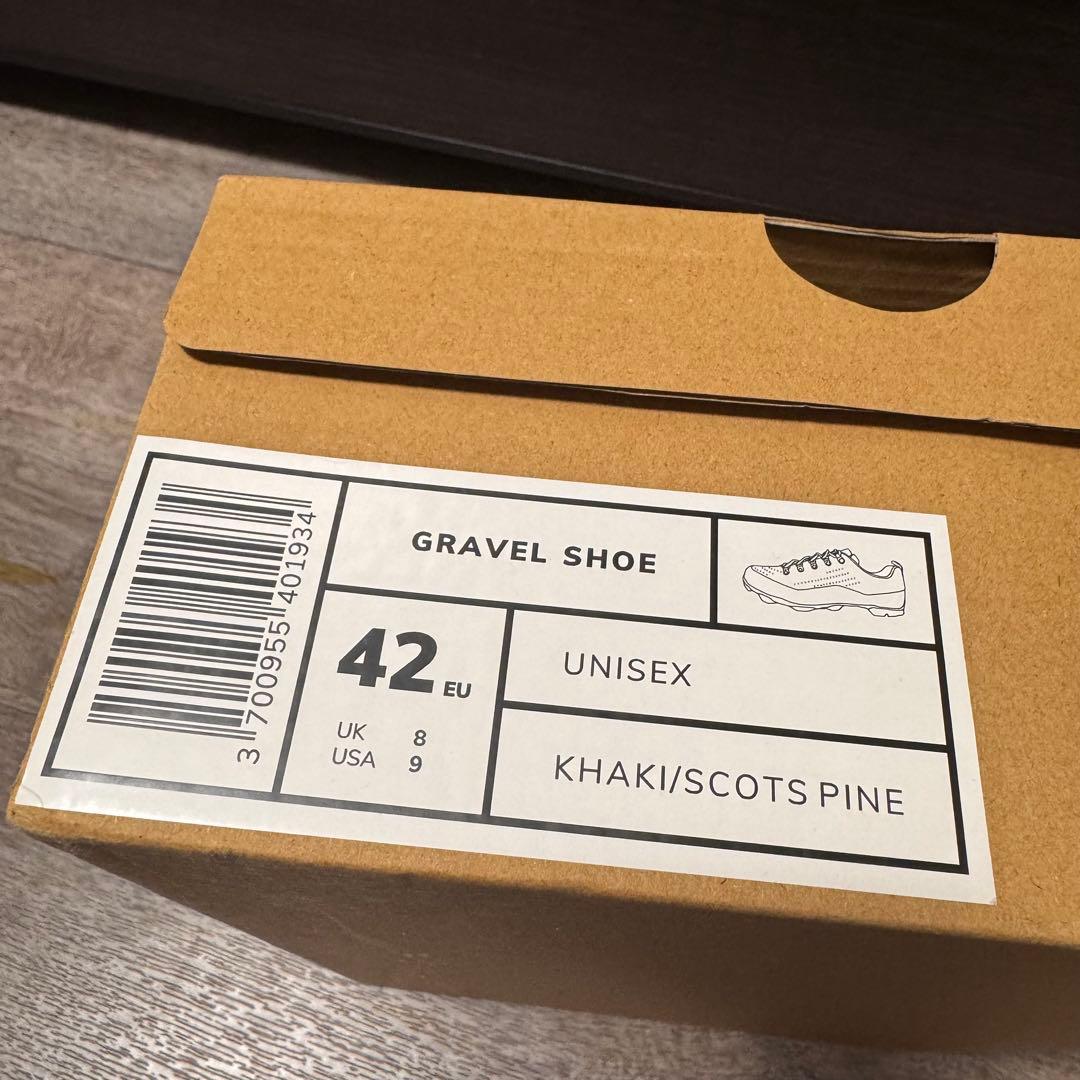 3 700955 401934
GRAVEL SHOE
42 EU
UK 8
USA 9
UNISEX
KHAKI/SCOTS PINE